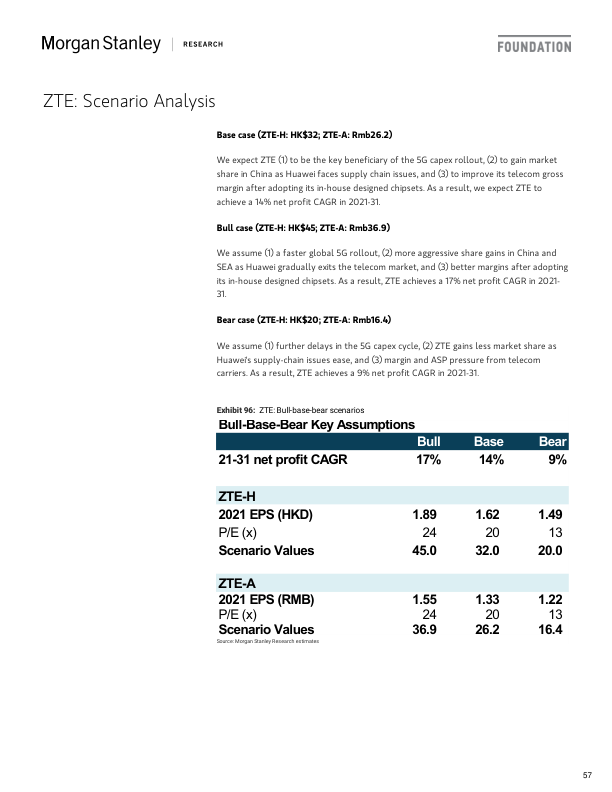 Morgan Stanley | RESEARCH
FOUNDATION
ZTE: Scenario Analysis
Base case (ZTE-H: HK$32; ZTE-A: Rmb26.2)
We expect ZTE (1) to be the key beneficiary of the 5G capex rollout, (2) to gain market
share in China as Huawei faces supply chain issues, and (3) to improve its telecom gross
margin after adopting its in-house designed chipsets. As a result, we expect ZTE to
achieve a 14% net profit CAGR in 2021-31.
Bull case (ZTE-H: HK$45; ZTE-A: Rmb36.9)
We assume (1) a faster global 5G rollout, (2) more aggressive share gains in China and
SEA as Huawei gradually exits the telecom market, and (3) better margins after adopting
its in-house designed chipsets. As a result, ZTE achieves a 17% net profit CAGR in 2021-
31.
Bear case (ZTE-H: HK$20; ZTE-A: Rmb16.4)
We assume (1) further delays in the 5G capex cycle, (2) ZTE gains less market share as
Huawei's supply-chain issues ease, and (3) margin and ASP pressure from telecom
carriers. As a result, ZTE achieves a 9% net profit CAGR in 2021-31.
Exhibit 96: ZTE: Bull-base-bear scenarios
Bull-Base-Bear Key Assumptions
Bull Base Bear
21-31 net profit CAGR 17% 14% 9%
ZTE-H
2021 EPS (HKD) 1.89 1.62 1.49
P/E (x) 24 20 13
Scenario Values 45.0 32.0 20.0
ZTE-A
2021 EPS (RMB) 1.55 1.33 1.22
P/E (x) 24 20 13
Scenario Values 36.9 26.2 16.4
Source: Morgan Stanley Research estimates
57